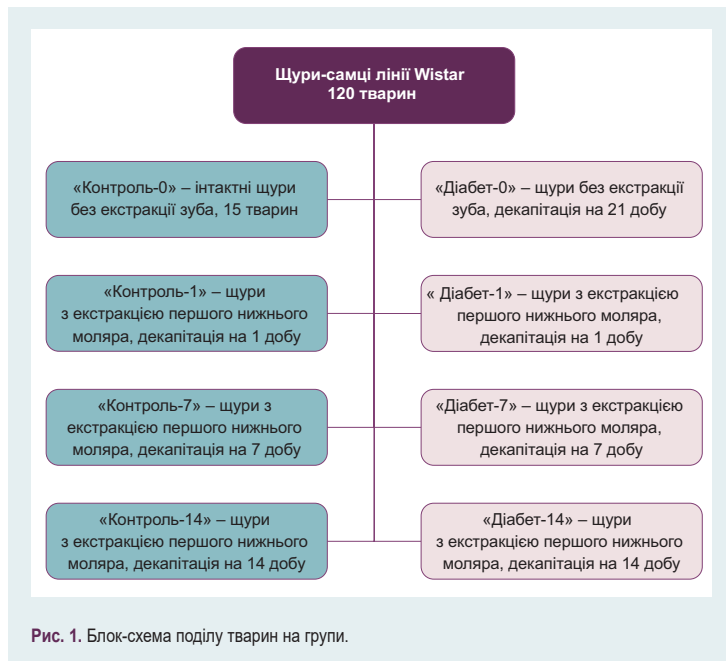 Щури-самці лінії Wistar
120 тварин
«Контроль-0» – інтактні щури
без екстракції зуба, 15 тварин
«Діабет-0» – щури без екстракції
зуба, декапітація на 21 добу
«Контроль-1» – щури
з екстракцією першого нижнього
моляра, декапітація на 1 добу
« Діабет-1» – щури з екстракцією
першого нижнього моляра,
декапітація на 1 добу
«Контроль-7» – щури з
екстракцією першого нижнього
моляра, декапітація на 7 добу
«Діабет-7» – щури з екстракцією
першого нижнього моляра,
декапітація на 7 добу
«Контроль-14» – щури
з екстракцією першого нижнього
моляра, декапітація на 14 добу
«Діабет-14» – щури
з екстракцією першого нижнього
моляра, декапітація на 14 добу
Рис. 1. Блок-схема поділу тварин на групи.